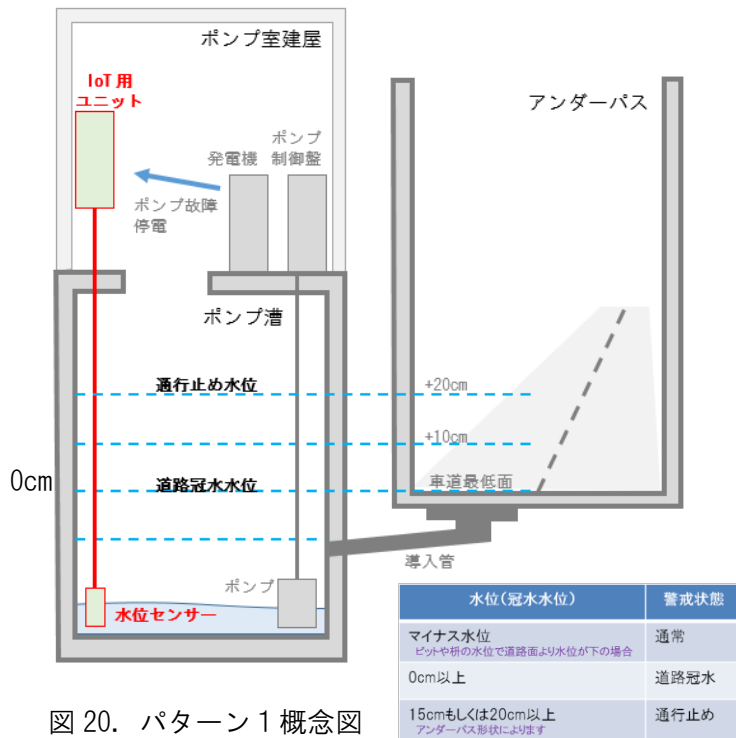 ポンプ室建屋
IoT用
ユニット
アンダーパス
ポンプ
発電機 制御盤
ポンプ故障
停電
ポンプ漕
通行止め水位
+20cm
+10cm
0cm
道路冠水水位
車道最低面
導入管
ポンプ
水位センサー
水位(冠水水位) 警戒状態
マイナス水位 通常
ピットや枡の水位で道路面より水位が下の場合
0cm以上 道路冠水
15cmもしくは20cm以上 通行止め
アンダーパス形状によります
図 20. パターン1概念図